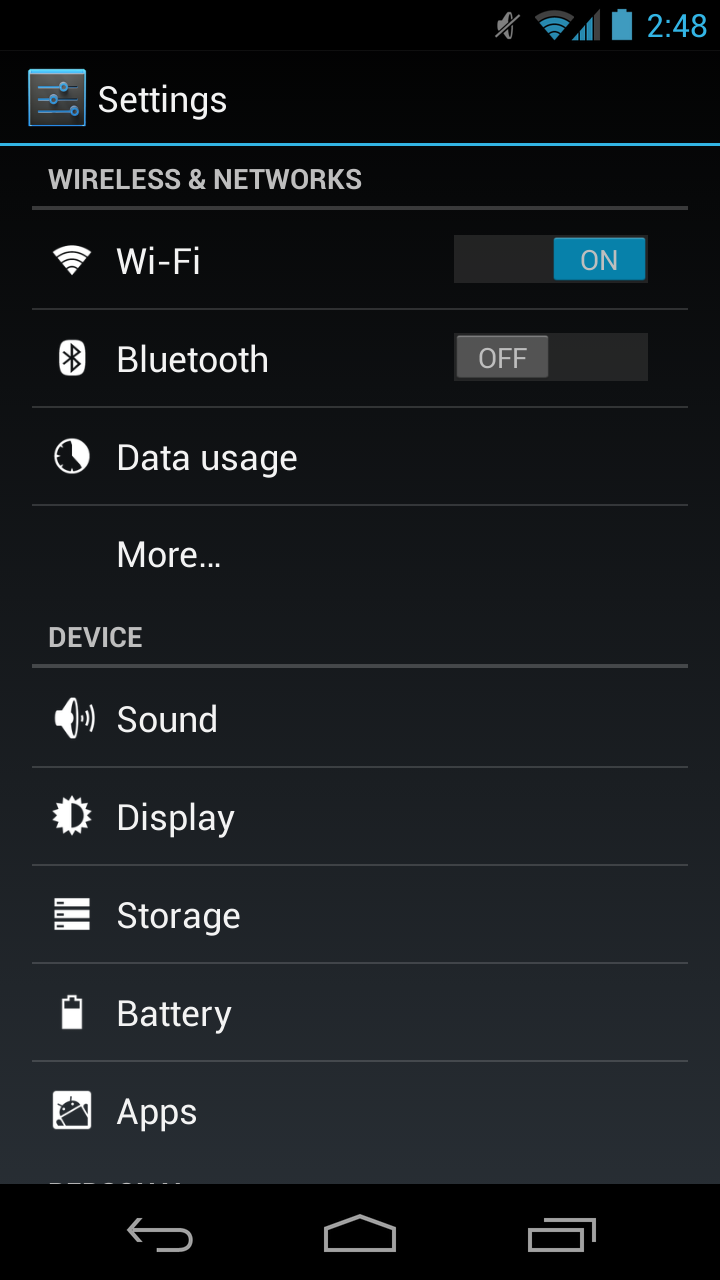 2:48
Settings
WIRELESS & NETWORKS
Wi-Fi
ON
Bluetooth
OFF
Data usage
More…
DEVICE
Sound
Display
Storage
Battery
Apps